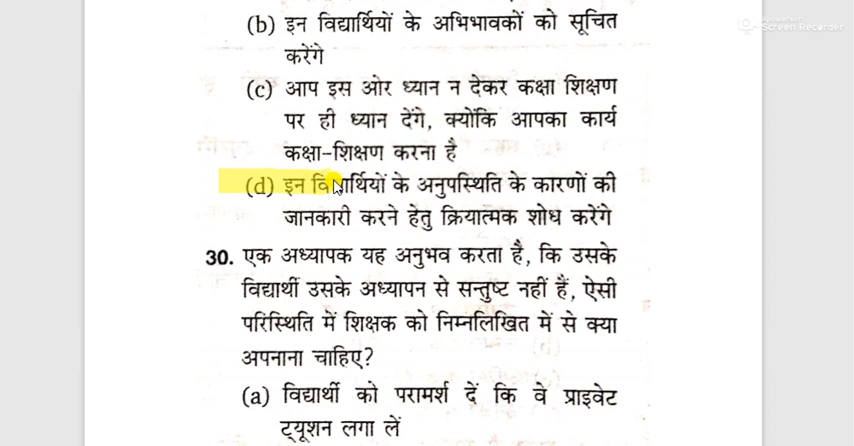 Screen Recorder
(b) इन विद्यार्थियों के अभिभावकों को सूचित
करेंगे
(c) आप इस ओर ध्यान न देकर कक्षा शिक्षण
पर ही ध्यान देंगे, क्योंकि आपका कार्य
कक्षा-शिक्षण करना है
(d) इन विद्यार्थियों के अनुपस्थिति के कारणों की
जानकारी करने हेतु क्रियात्मक शोध करेंगे
30. एक अध्यापक यह अनुभव करता है, कि उसके
विद्यार्थी उसके अध्यापन से सन्तुष्ट नहीं हैं, ऐसी
परिस्थिति में शिक्षक को निम्नलिखित में से क्या
अपनाना चाहिए?
(a) विद्यार्थी को परामर्श दें कि वे प्राइवेट
ट्यूशन लगा लें